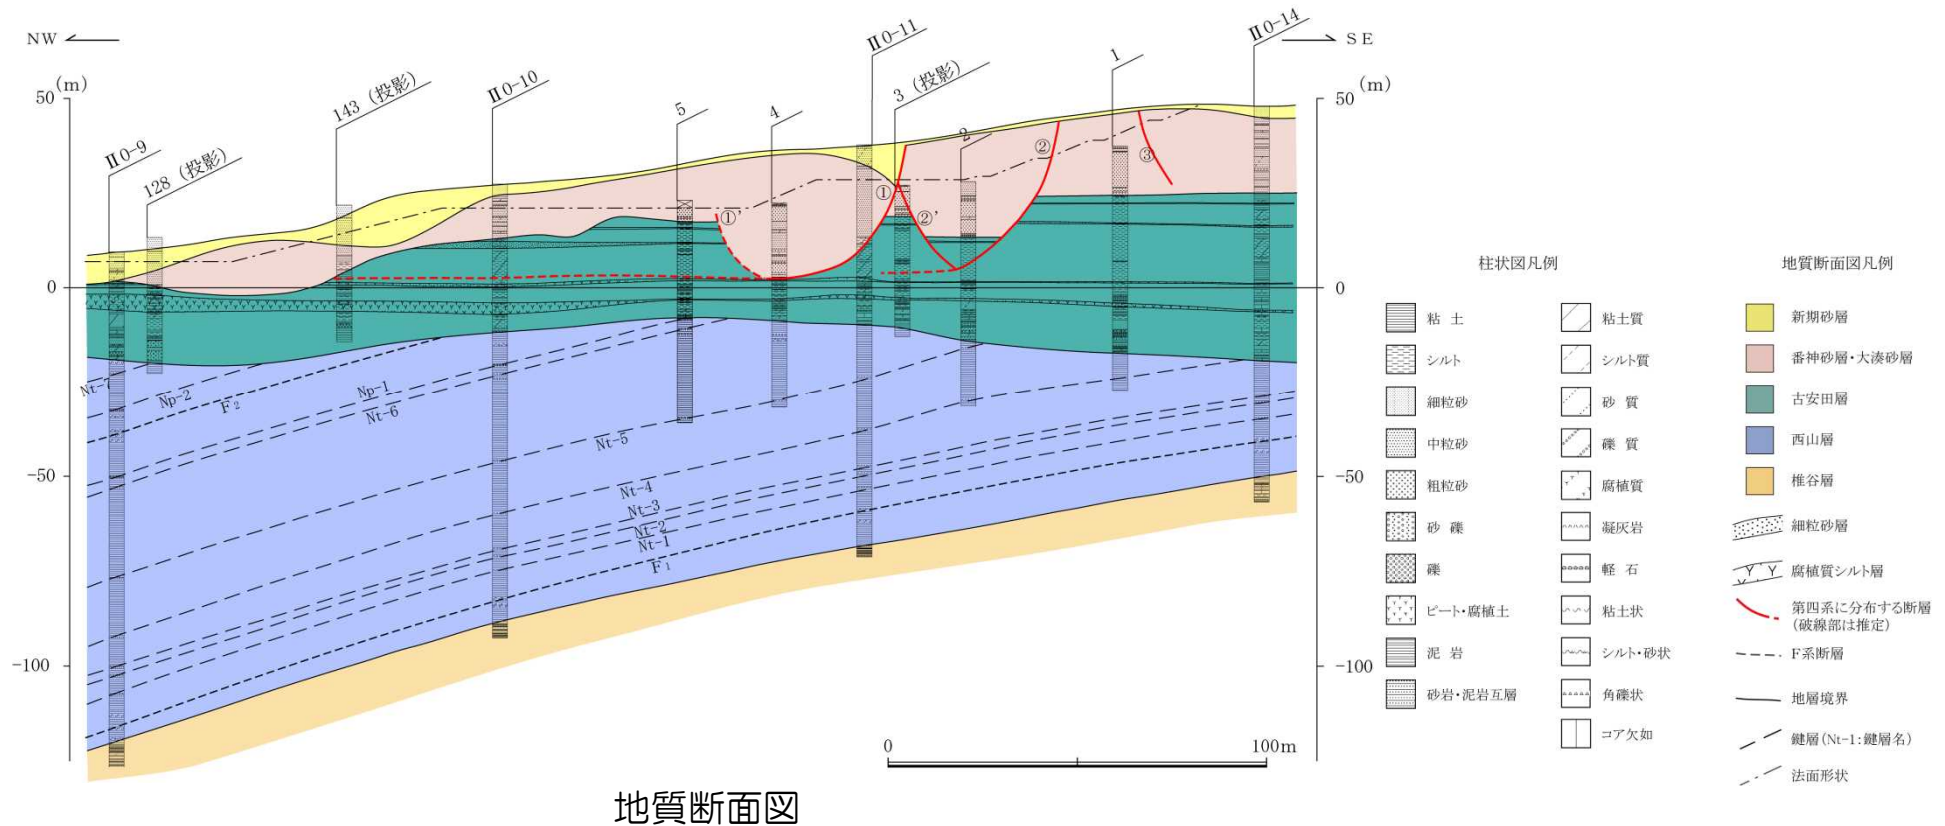 NW
SE
(m)
50
0
-50
-100
(m)
50
0
-50
-100
Ⅱ0-9
128 (投影)
143 (投影)
Ⅱ0-10
5
4
Ⅱ0-11
3 (投影)
2
1
Ⅱ0-14
①'
①
②'
②
③
Nt-7
Np-2
F2
Np-1
Nt-6
Nt-5
Nt-4
Nt-3
Nt-2
Nt-1
F1
0
100m
地質断面図
柱状図凡例
粘土
シルト
細粒砂
中粒砂
粗粒砂
砂礫
礫
ピート・腐植土
泥岩
砂岩・泥岩互層
粘土質
シルト質
砂質
礫質
腐植質
凝灰岩
軽石
粘土状
シルト・砂状
角礫状
コア欠如
地質断面図凡例
新期砂層
番神砂層・大湊砂層
古安田層
西山層
椎谷層
細粒砂層
腐植質シルト層
第四系に分布する断層
(破線部は推定)
F系断層
地層境界
鍵層(Nt-1:鍵層名)
法面形状